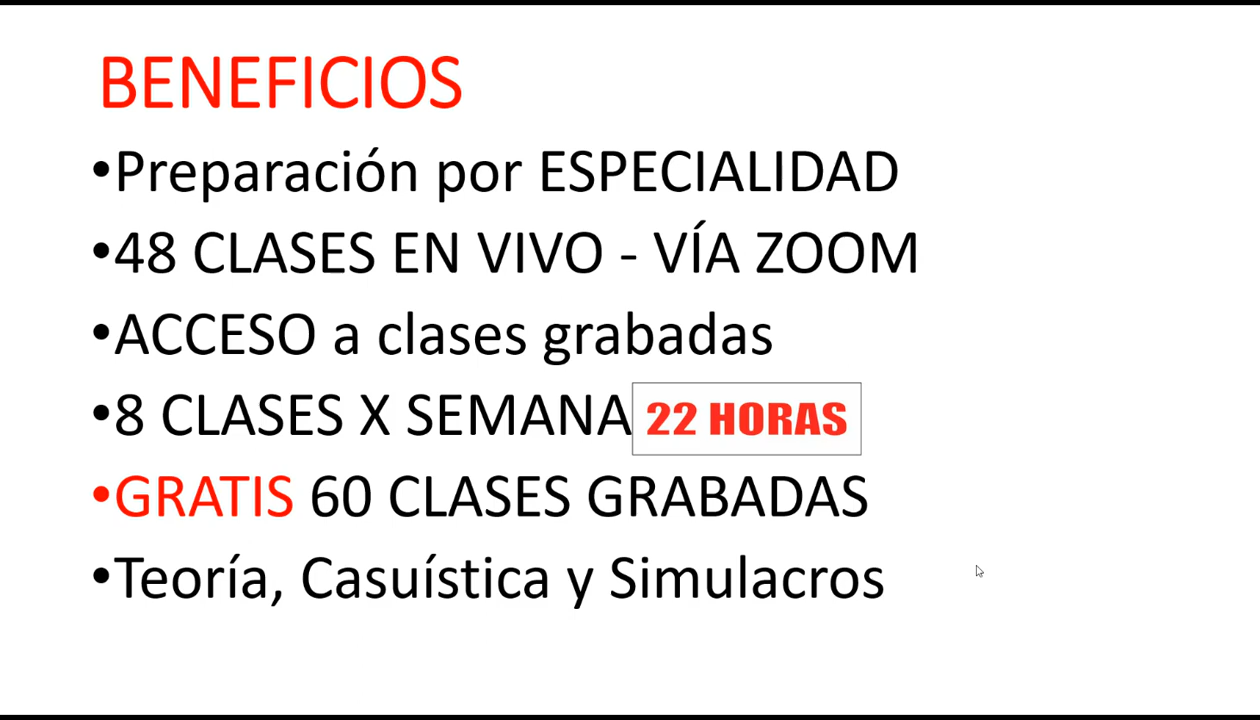 BENEFICIOS
•Preparación por ESPECIALIDAD
•48 CLASES EN VIVO - VÍA ZOOM
•ACCESO a clases grabadas
•8 CLASES X SEMANA 22 HORAS
•GRATIS 60 CLASES GRABADAS
•Teoría, Casuística y Simulacros